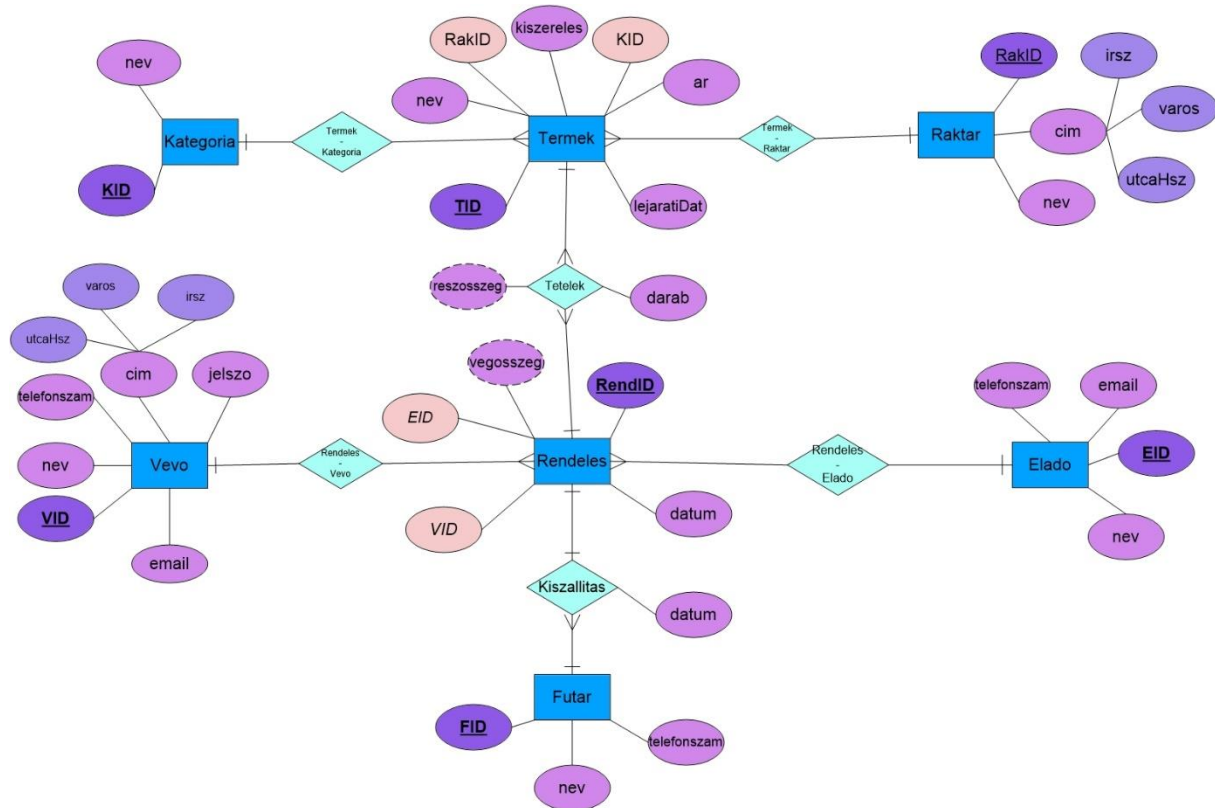 RakID
kiszereles
KID
nev
nev
ar
Kategoria
Termek
-
Kategoria
Termek
Termek
-
Raktar
Raktar
RakID
irsz
varos
cim
utcaHsz
nev
KID
TID
lejaratiDat
reszosszeg
Tetelek
darab
varos
irsz
utcaHsz
cim
jelszo
telefonszam
nev
Vevo
VID
email
vegosszeg
RendID
EID
Rendeles
-
Vevo
Rendeles
VID
datum
Rendeles
-
Elado
telefonszam
email
Elado
EID
nev
Kiszallitas
datum
Futar
FID
telefonszam
nev